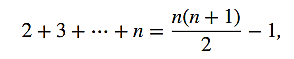 2 + 3 + ⋯ + n = n(n + 1)/2 − 1,